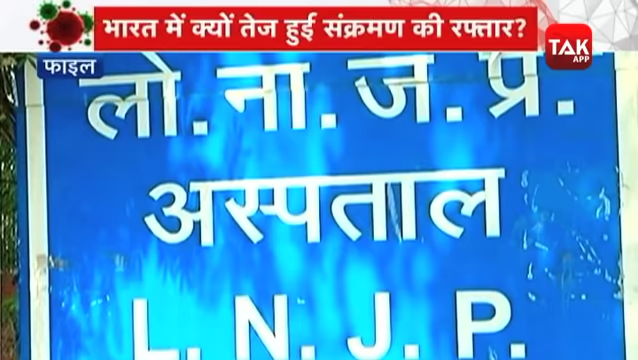 भारत में क्यों तेज हुई संक्रमण की रफ्तार?
TAK
APP
फाइल
लो. ना. ज. प्र.
अस्पताल
L. N. J. P.